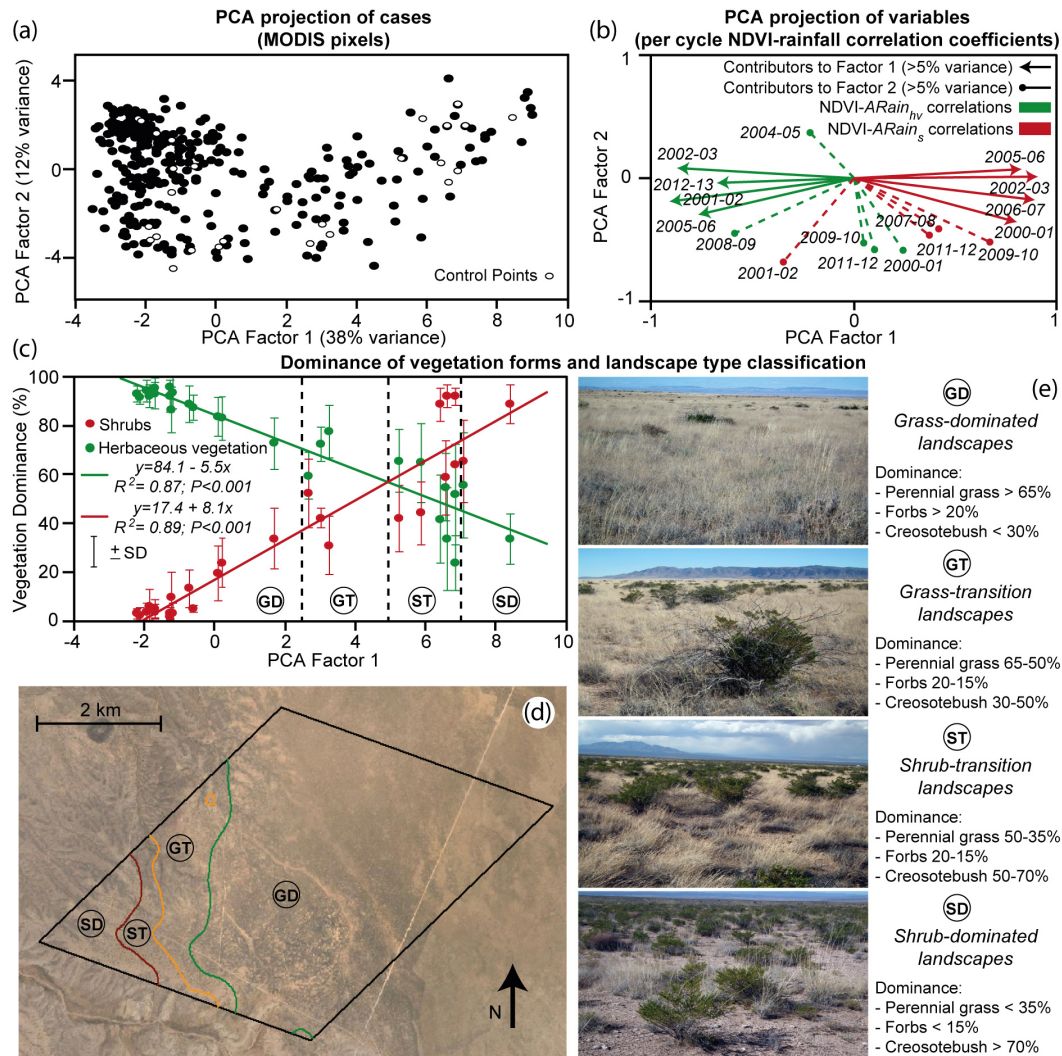 (a)
PCA projection of cases
(MODIS pixels)
PCA Factor 2 (12% variance)
4
0
-4
Control Points
-4 -2 0 2 4 6 8 10
PCA Factor 1 (38% variance)
(b)
PCA projection of variables
(per cycle NDVI-rainfall correlation coefficients)
PCA Factor 2
1
0
-1
Contributors to Factor 1 (>5% variance)
Contributors to Factor 2 (>5% variance)
NDVI-ARain_hv correlations
NDVI-ARain_s correlations
2004-05
2002-03
2012-13
2001-02
2005-06
2008-09
2001-02
2009-10
2011-12
2000-01
2007-08
2011-12
2009-10
2005-06
2002-03
2006-07
2000-01
-1 0 1
PCA Factor 1
(c)
Dominance of vegetation forms and landscape type classification
Vegetation Dominance (%)
100
80
60
40
20
0
Shrubs
Herbaceous vegetation
y=84.1 - 5.5x
R²= 0.87; P<0.001
y=17.4 + 8.1x
R²= 0.89; P<0.001
± SD
GD GT ST SD
-4 -2 0 2 4 6 8 10
PCA Factor 1
(d)
2 km
GT
GD
SD
ST
N
(e)
GD
Grass-dominated
landscapes
Dominance:
- Perennial grass > 65%
- Forbs > 20%
- Creosotebush < 30%
GT
Grass-transition
landscapes
Dominance:
- Perennial grass 65-50%
- Forbs 20-15%
- Creosotebush 30-50%
ST
Shrub-transition
landscapes
Dominance:
- Perennial grass 50-35%
- Forbs 20-15%
- Creosotebush 50-70%
SD
Shrub-dominated
landscapes
Dominance:
- Perennial grass < 35%
- Forbs < 15%
- Creosotebush > 70%